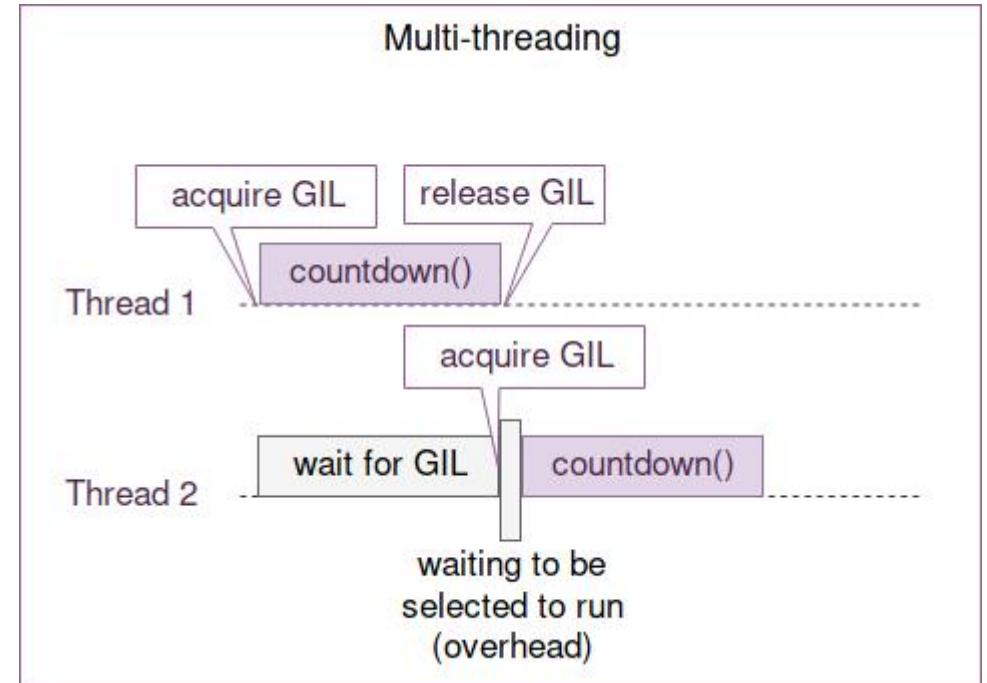 Multi-threading
acquire GIL
release GIL
countdown()
Thread 1
acquire GIL
wait for GIL
countdown()
Thread 2
waiting to be
selected to run
(overhead)